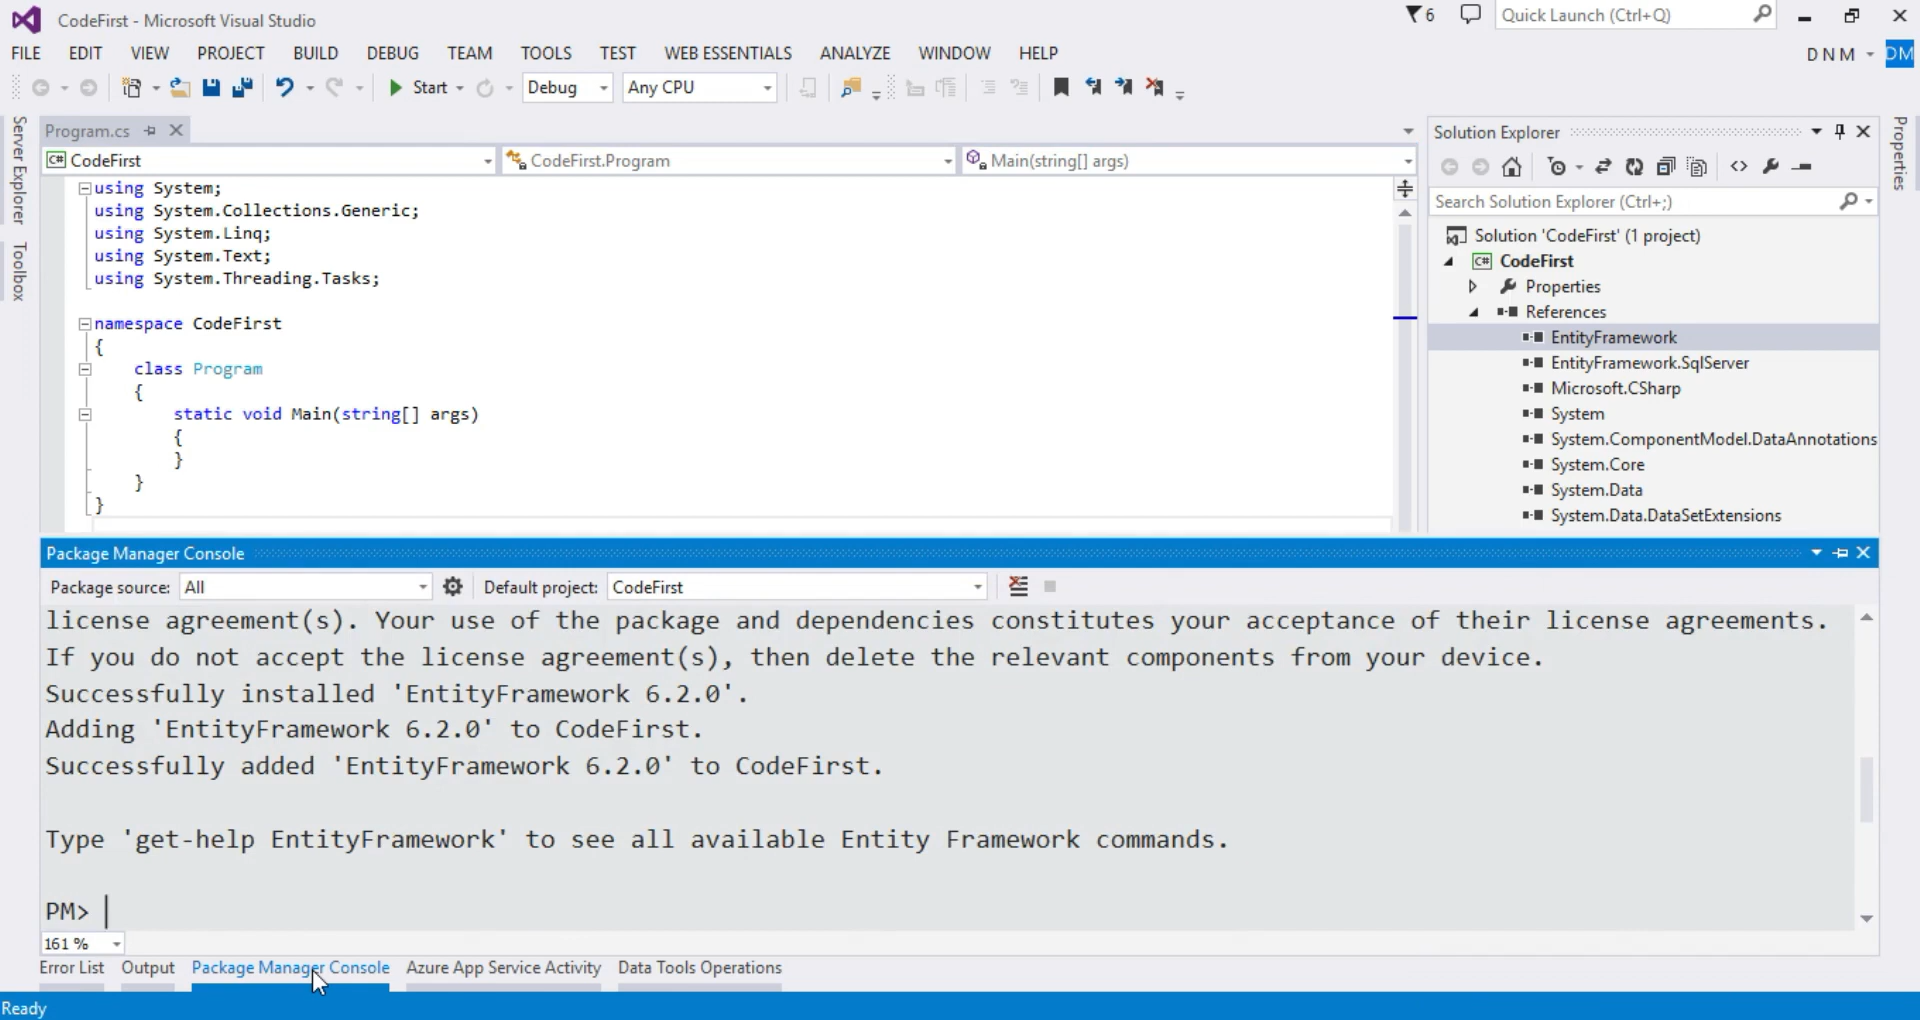 CodeFirst - Microsoft Visual Studio
6
Quick Launch (Ctrl+Q)
FILE EDIT VIEW PROJECT BUILD DEBUG TEAM TOOLS TEST WEB ESSENTIALS ANALYZE WINDOW HELP
D N M DM
Start Debug Any CPU
Server Explorer
Toolbox
Program.cs
C# CodeFirst CodeFirst.Program Main(string[] args)
using System;
using System.Collections.Generic;
using System.Linq;
using System.Text;
using System.Threading.Tasks;
namespace CodeFirst
{
class Program
{
static void Main(string[] args)
{
}
}
}
Solution Explorer
Search Solution Explorer (Ctrl+;)
Solution 'CodeFirst' (1 project)
C# CodeFirst
Properties
References
EntityFramework
EntityFramework.SqlServer
Microsoft.CSharp
System
System.ComponentModel.DataAnnotations
System.Core
System.Data
System.Data.DataSetExtensions
Properties
Package Manager Console
Package source: All Default project: CodeFirst
license agreement(s). Your use of the package and dependencies constitutes your acceptance of their license agreements.
If you do not accept the license agreement(s), then delete the relevant components from your device.
Successfully installed 'EntityFramework 6.2.0'.
Adding 'EntityFramework 6.2.0' to CodeFirst.
Successfully added 'EntityFramework 6.2.0' to CodeFirst.
Type 'get-help EntityFramework' to see all available Entity Framework commands.
PM>
161 %
Error List Output Package Manager Console Azure App Service Activity Data Tools Operations
Ready